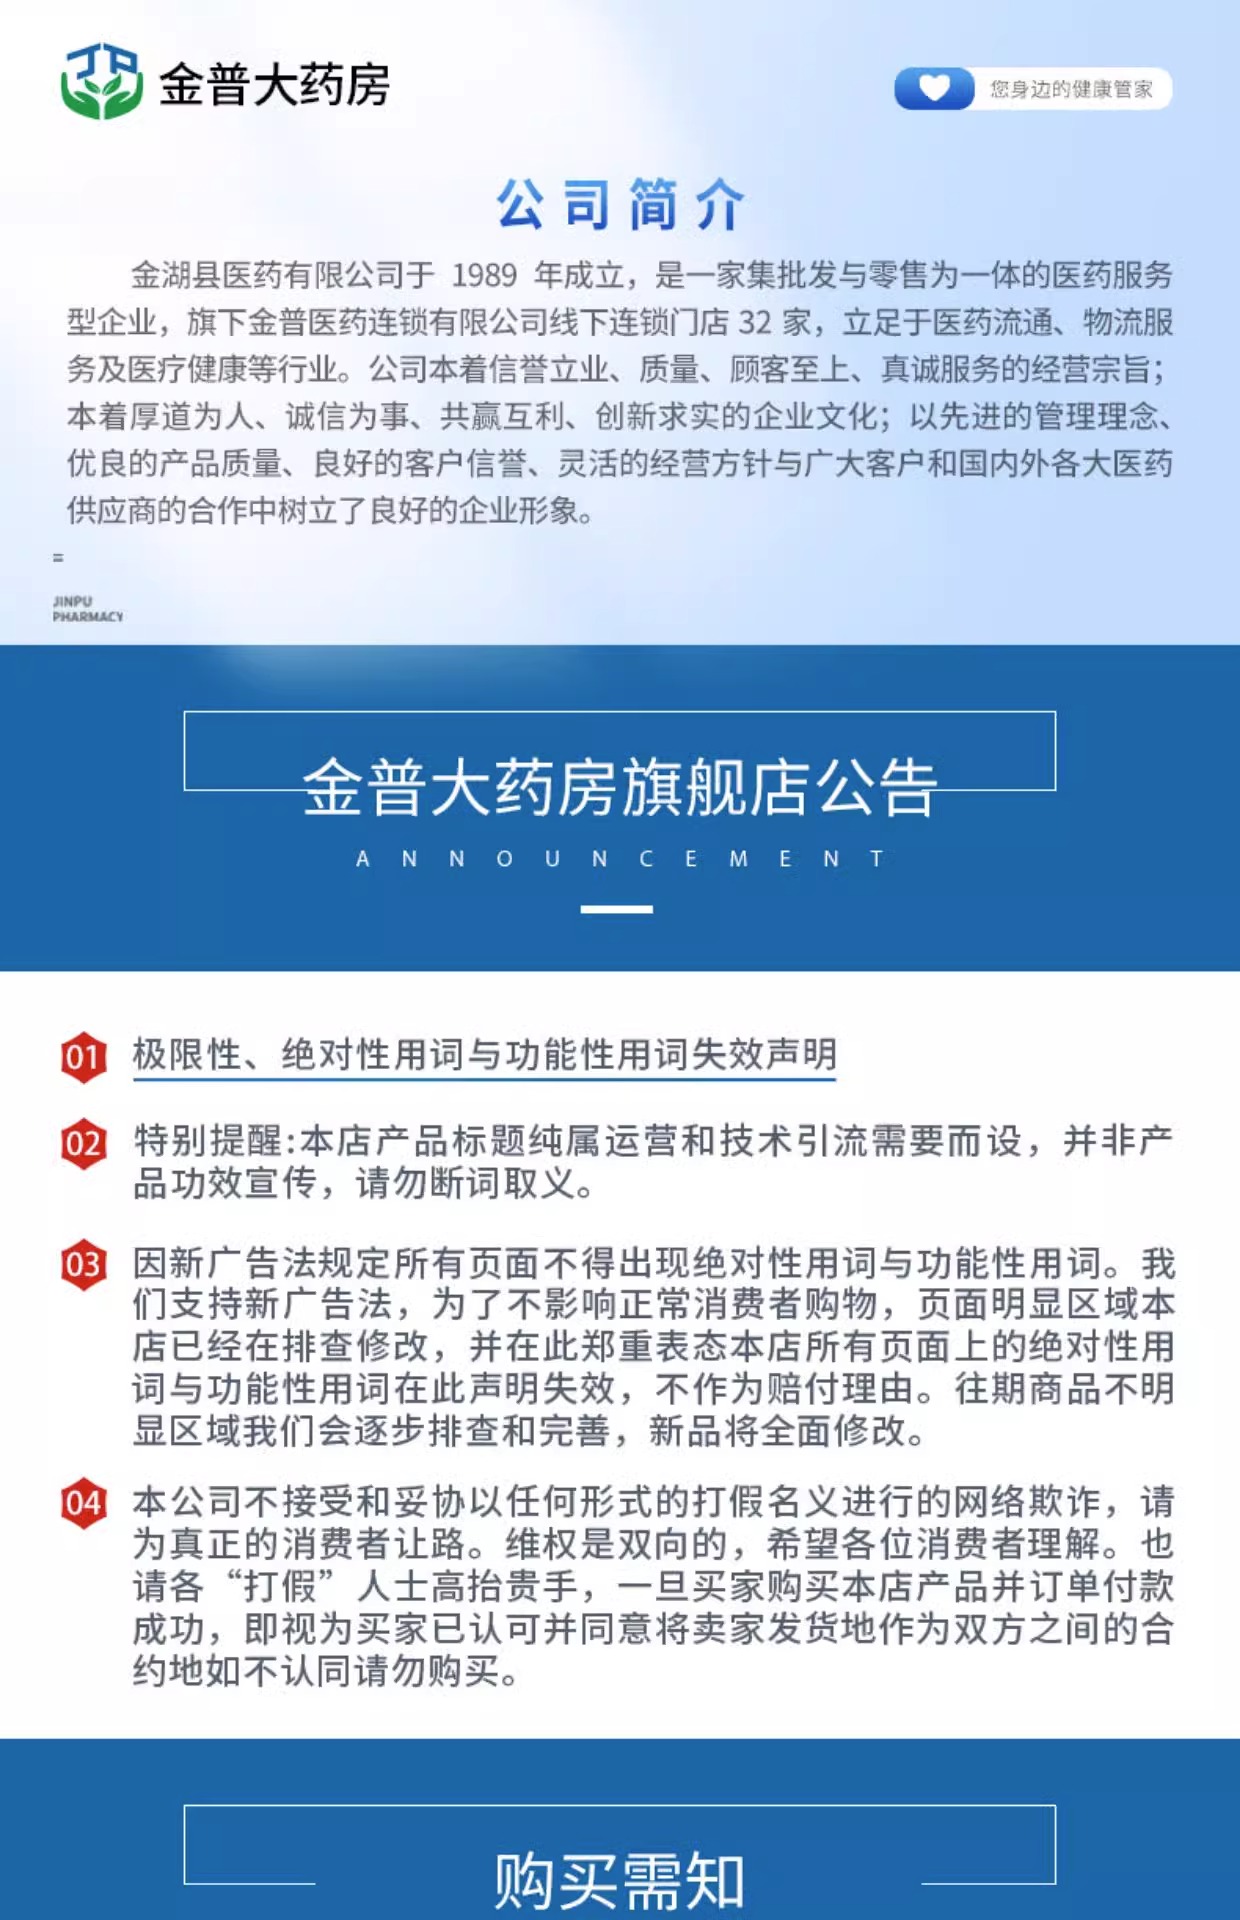 金普大药房
您身边的健康管家
公司简介
金湖县医药有限公司于 1989 年成立，是一家集批发与零售为一体的医药服务
型企业，旗下金普医药连锁有限公司线下连锁门店 32 家，立足于医药流通、物流服
务及医疗健康等行业。公司本着信誉立业、质量、顾客至上、真诚服务的经营宗旨；
本着厚道为人、诚信为事、共赢互利、创新求实的企业文化；以先进的管理理念、
优良的产品质量、良好的客户信誉、灵活的经营方针与广大客户和国内外各大医药
供应商的合作中树立了良好的企业形象。
=
JINPU
PHARMACY
金普大药房旗舰店公告
ANNOUNCEMENT
01 极限性、绝对性用词与功能性用词失效声明
02 特别提醒:本店产品标题纯属运营和技术引流需要而设，并非产
品功效宣传，请勿断词取义。
03 因新广告法规定所有页面不得出现绝对性用词与功能性用词。我
们支持新广告法，为了不影响正常消费者购物，页面明显区域本
店已经在排查修改，并在此郑重表态本店所有页面上的绝对性用
词与功能性用词在此声明失效，不作为赔付理由。往期商品不明
显区域我们会逐步排查和完善，新品将全面修改。
04 本公司不接受和妥协以任何形式的打假名义进行的网络欺诈，请
为真正的消费者让路。维权是双向的，希望各位消费者理解。也
请各“打假”人士高抬贵手，一旦买家购买本店产品并订单付款
成功，即视为买家已认可并同意将卖家发货地作为双方之间的合
约地如不认同请勿购买。
购买需知